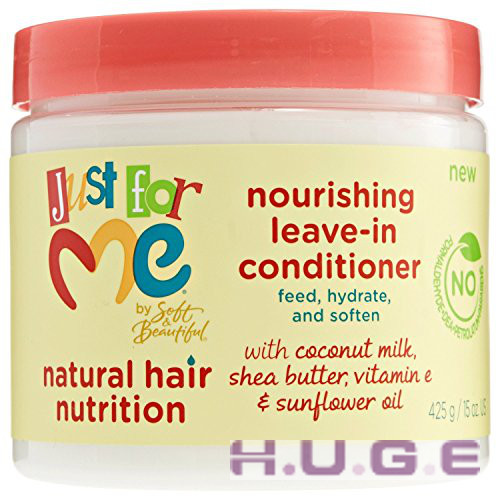 Just for
me
by Soft
& Beautiful
natural hair
nutrition
new
nourishing
leave-in
conditioner
feed, hydrate,
and soften
NO
with coconut milk,
shea butter, vitamin e
& sunflower oil
425 g / 15 oz
H.U.G.E